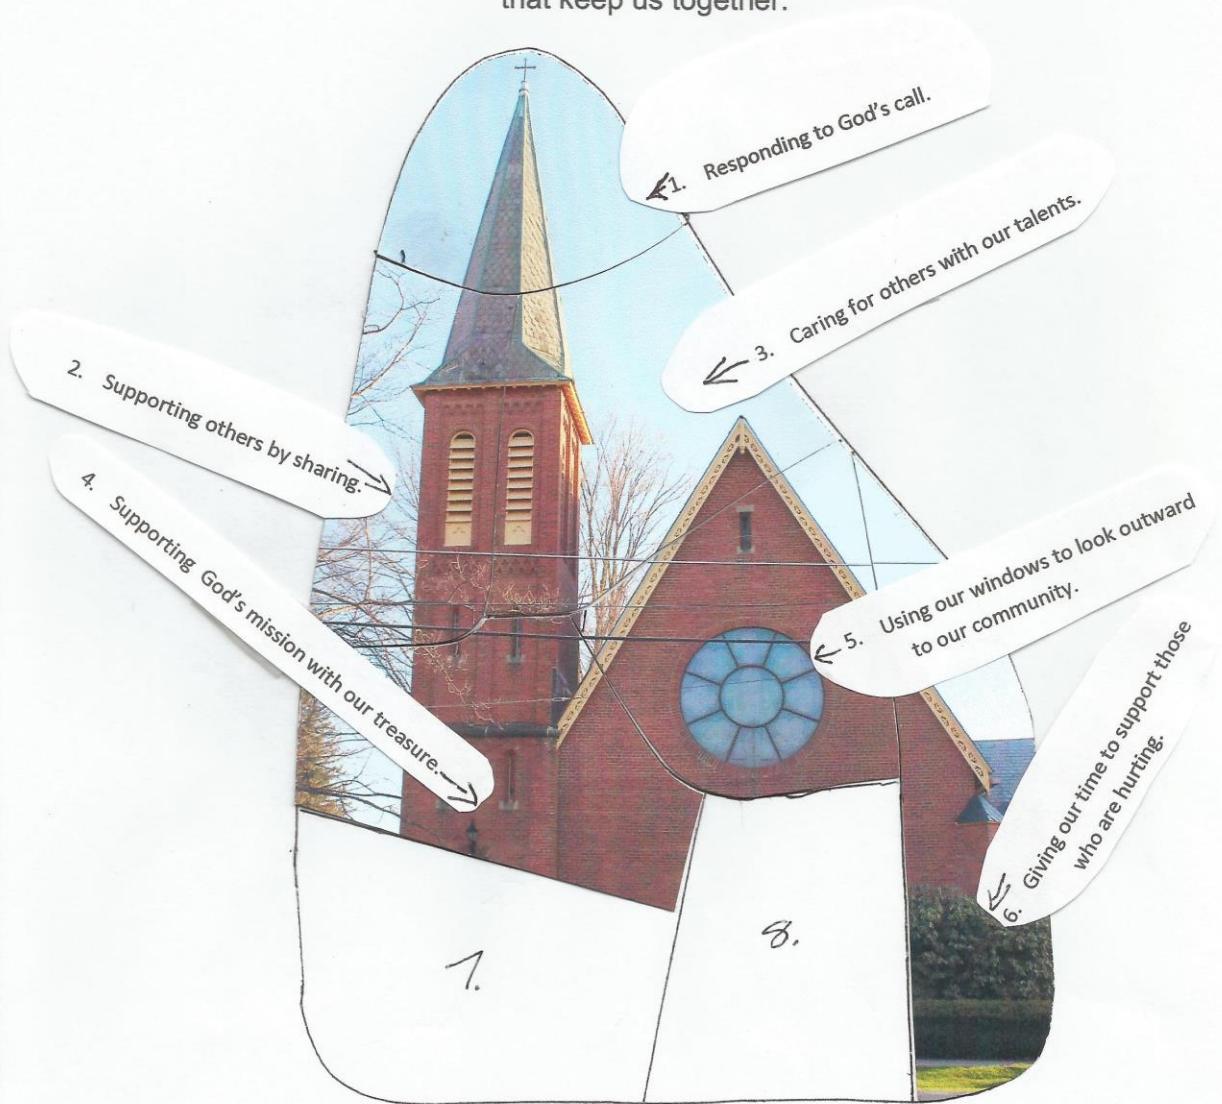 that keep us together.
1. Responding to God's call.
3. Caring for others with our talents.
2. Supporting others by sharing.
4. Supporting God's mission with our treasure.
5. Using our windows to look outward
to our community.
6. Giving our time to support those
who are hurting.
7.
8.